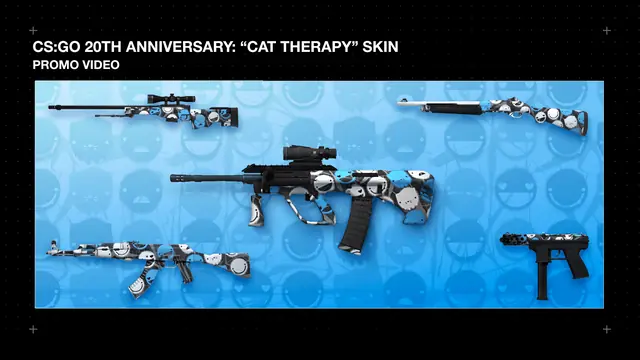 CS:GO 20TH ANNIVERSARY: “CAT THERAPY” SKIN
PROMO VIDEO